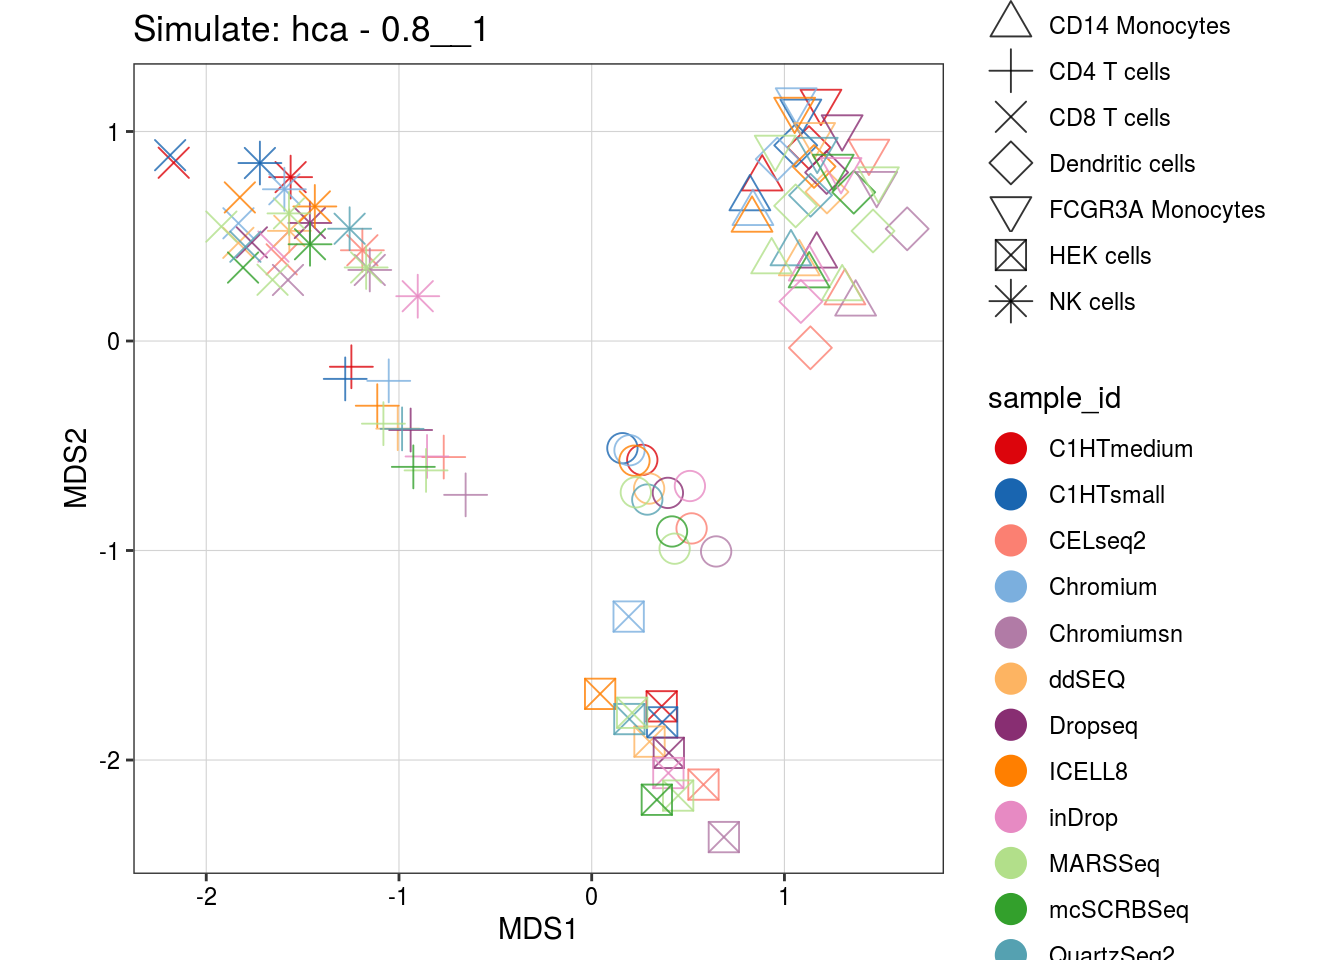 Simulate: hca - 0.8__1
1
0
-1
-2
MDS2
-2
-1
0
1
MDS1
CD14 Monocytes
CD4 T cells
CD8 T cells
Dendritic cells
FCGR3A Monocytes
HEK cells
NK cells
sample_id
C1HTmedium
C1HTsmall
CELseq2
Chromium
Chromiumsn
ddSEQ
Dropseq
ICELL8
inDrop
MARSSeq
mcSCRBSeq
QuartzSeq2